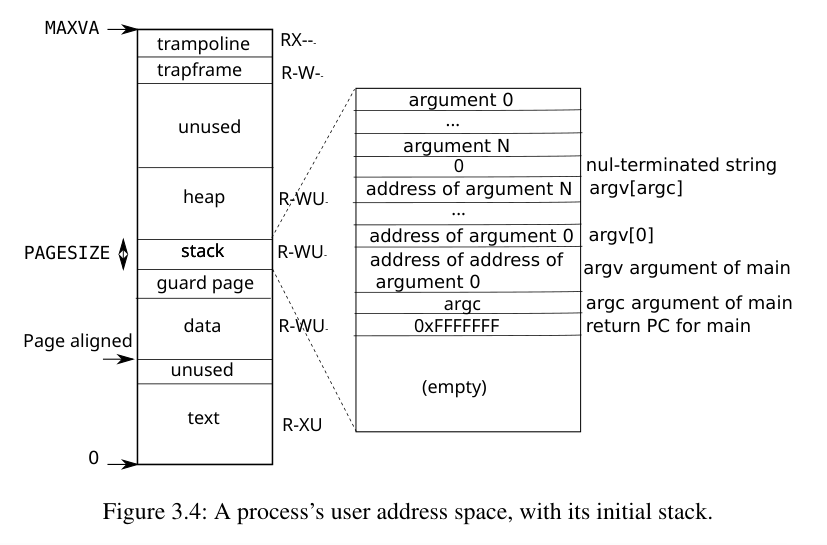 MAXVA
trampoline RX--
trapframe R-W-
unused
heap R-WU
PAGESIZE stack R-WU
guard page
data R-WU
Page aligned
unused
text R-XU
0
argument 0
...
argument N
0 nul-terminated string
address of argument N argv[argc]
...
address of argument 0 argv[0]
address of address of
argument 0 argv argument of main
argc argc argument of main
0xFFFFFFF return PC for main
(empty)
Figure 3.4: A process's user address space, with its initial stack.